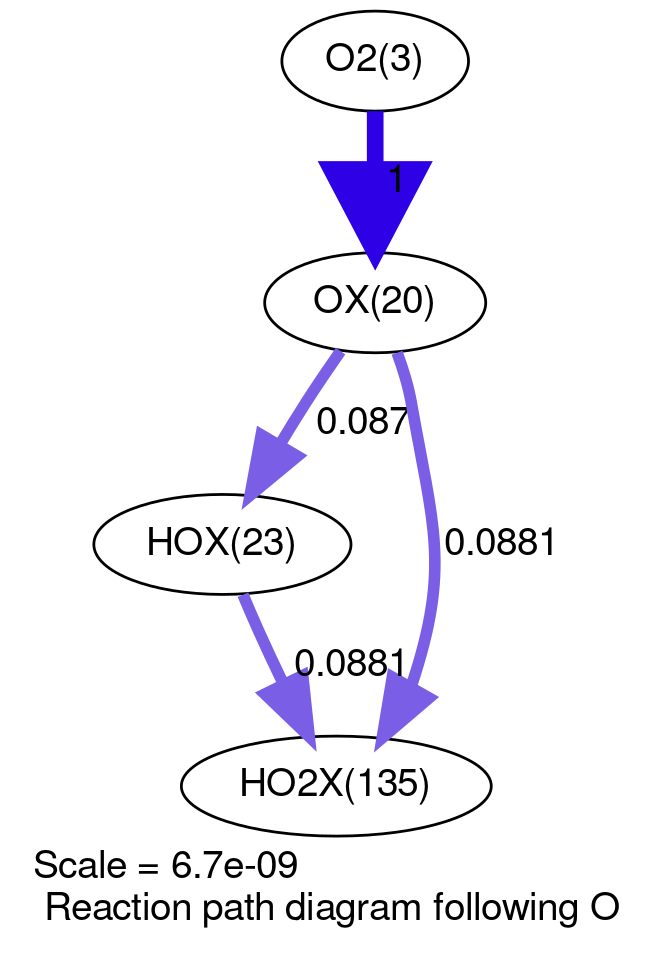 O2(3)
1
OX(20)
0.087
HOX(23)
0.0881
0.0881
HO2X(135)
Scale = 6.7e-09
Reaction path diagram following O